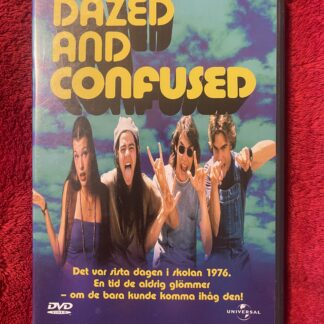 DAZED
AND
CONFUSED
Det var sista dagen i skolan 1976.
En tid de aldrig glömmer
– om de bara kunde komma ihåg den!
DVD
VIDEO
UNIVERSAL